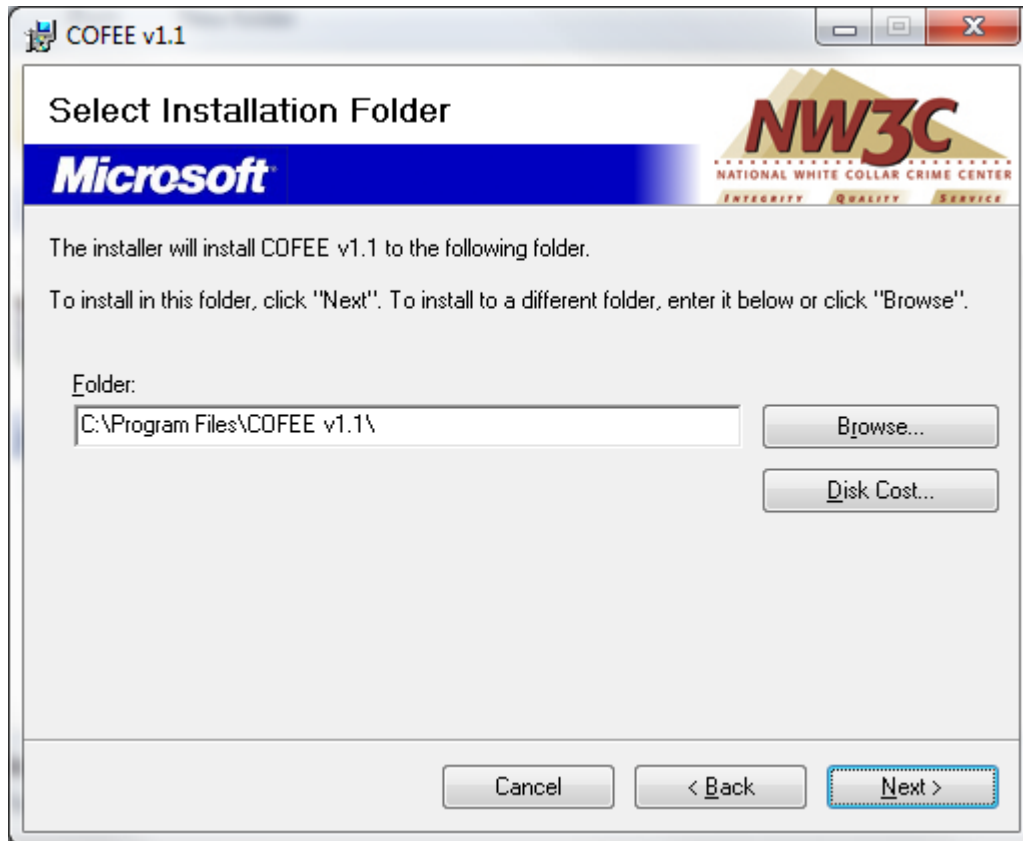 COFEE v1.1
Select Installation Folder
Microsoft
NW3C
NATIONAL WHITE COLLAR CRIME CENTER
INTEGRITY QUALITY SERVICE
The installer will install COFEE v1.1 to the following folder.
To install in this folder, click "Next". To install to a different folder, enter it below or click "Browse".
Folder:
C:\Program Files\COFEE v1.1\
Browse...
Disk Cost...
Cancel
< Back
Next >